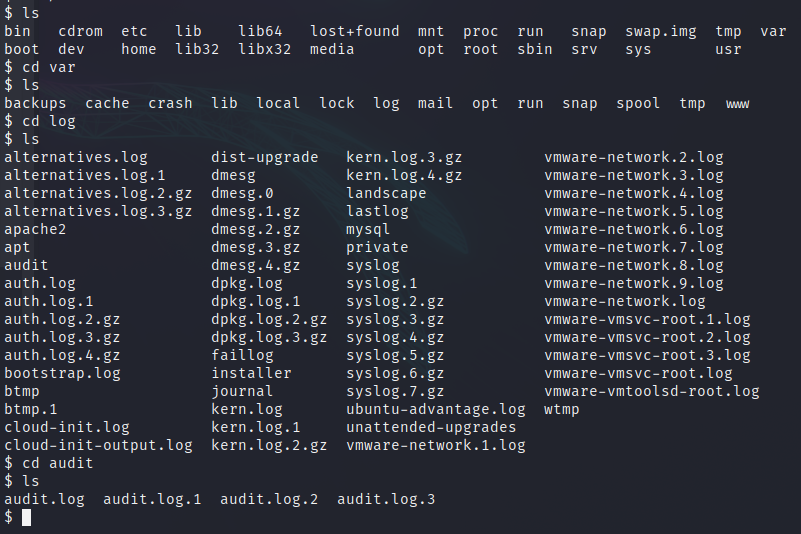 $ ls
bin   cdrom  etc   lib    lib64   lost+found  mnt  proc  run   snap  swap.img  tmp  var
boot  dev    home  lib32  libx32  media       opt  root  sbin  srv   sys       usr
$ cd var
$ ls
backups  cache  crash  lib  local  lock  log  mail  opt  run  snap  spool  tmp  www
$ cd log
$ ls
alternatives.log       dist-upgrade   kern.log.3.gz         vmware-network.2.log
alternatives.log.1     dmesg          kern.log.4.gz         vmware-network.3.log
alternatives.log.2.gz  dmesg.0        landscape             vmware-network.4.log
alternatives.log.3.gz  dmesg.1.gz     lastlog               vmware-network.5.log
apache2                dmesg.2.gz     mysql                 vmware-network.6.log
apt                    dmesg.3.gz     private               vmware-network.7.log
audit                  dmesg.4.gz     syslog                vmware-network.8.log
auth.log               dpkg.log       syslog.1              vmware-network.9.log
auth.log.1             dpkg.log.1     syslog.2.gz           vmware-network.log
auth.log.2.gz          dpkg.log.2.gz  syslog.3.gz           vmware-vmsvc-root.1.log
auth.log.3.gz          dpkg.log.3.gz  syslog.4.gz           vmware-vmsvc-root.2.log
auth.log.4.gz          faillog        syslog.5.gz           vmware-vmsvc-root.3.log
bootstrap.log          installer      syslog.6.gz           vmware-vmsvc-root.log
btmp                   journal        syslog.7.gz           vmware-vmtoolsd-root.log
btmp.1                 kern.log       ubuntu-advantage.log  wtmp
cloud-init.log         kern.log.1     unattended-upgrades
cloud-init-output.log  kern.log.2.gz  vmware-network.1.log
$ cd audit
$ ls
audit.log  audit.log.1  audit.log.2  audit.log.3
$